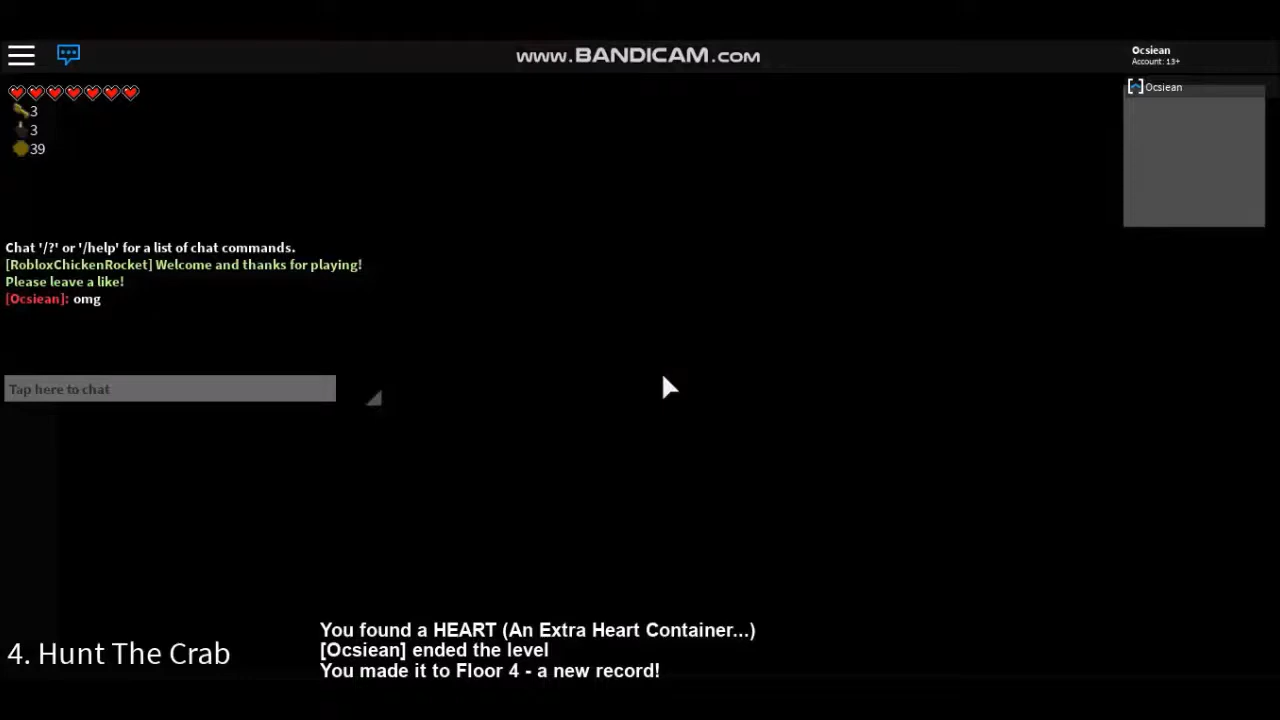 www.BANDICAM.com
Ocsiean
Account: 13+
Ocsiean
3
3
39
Chat '/?' or '/help' for a list of chat commands.
[RobloxChickenRocket] Welcome and thanks for playing!
Please leave a like!
[Ocsiean]: omg
Tap here to chat
You found a HEART (An Extra Heart Container...)
[Ocsiean] ended the level
You made it to Floor 4 - a new record!
4. Hunt The Crab